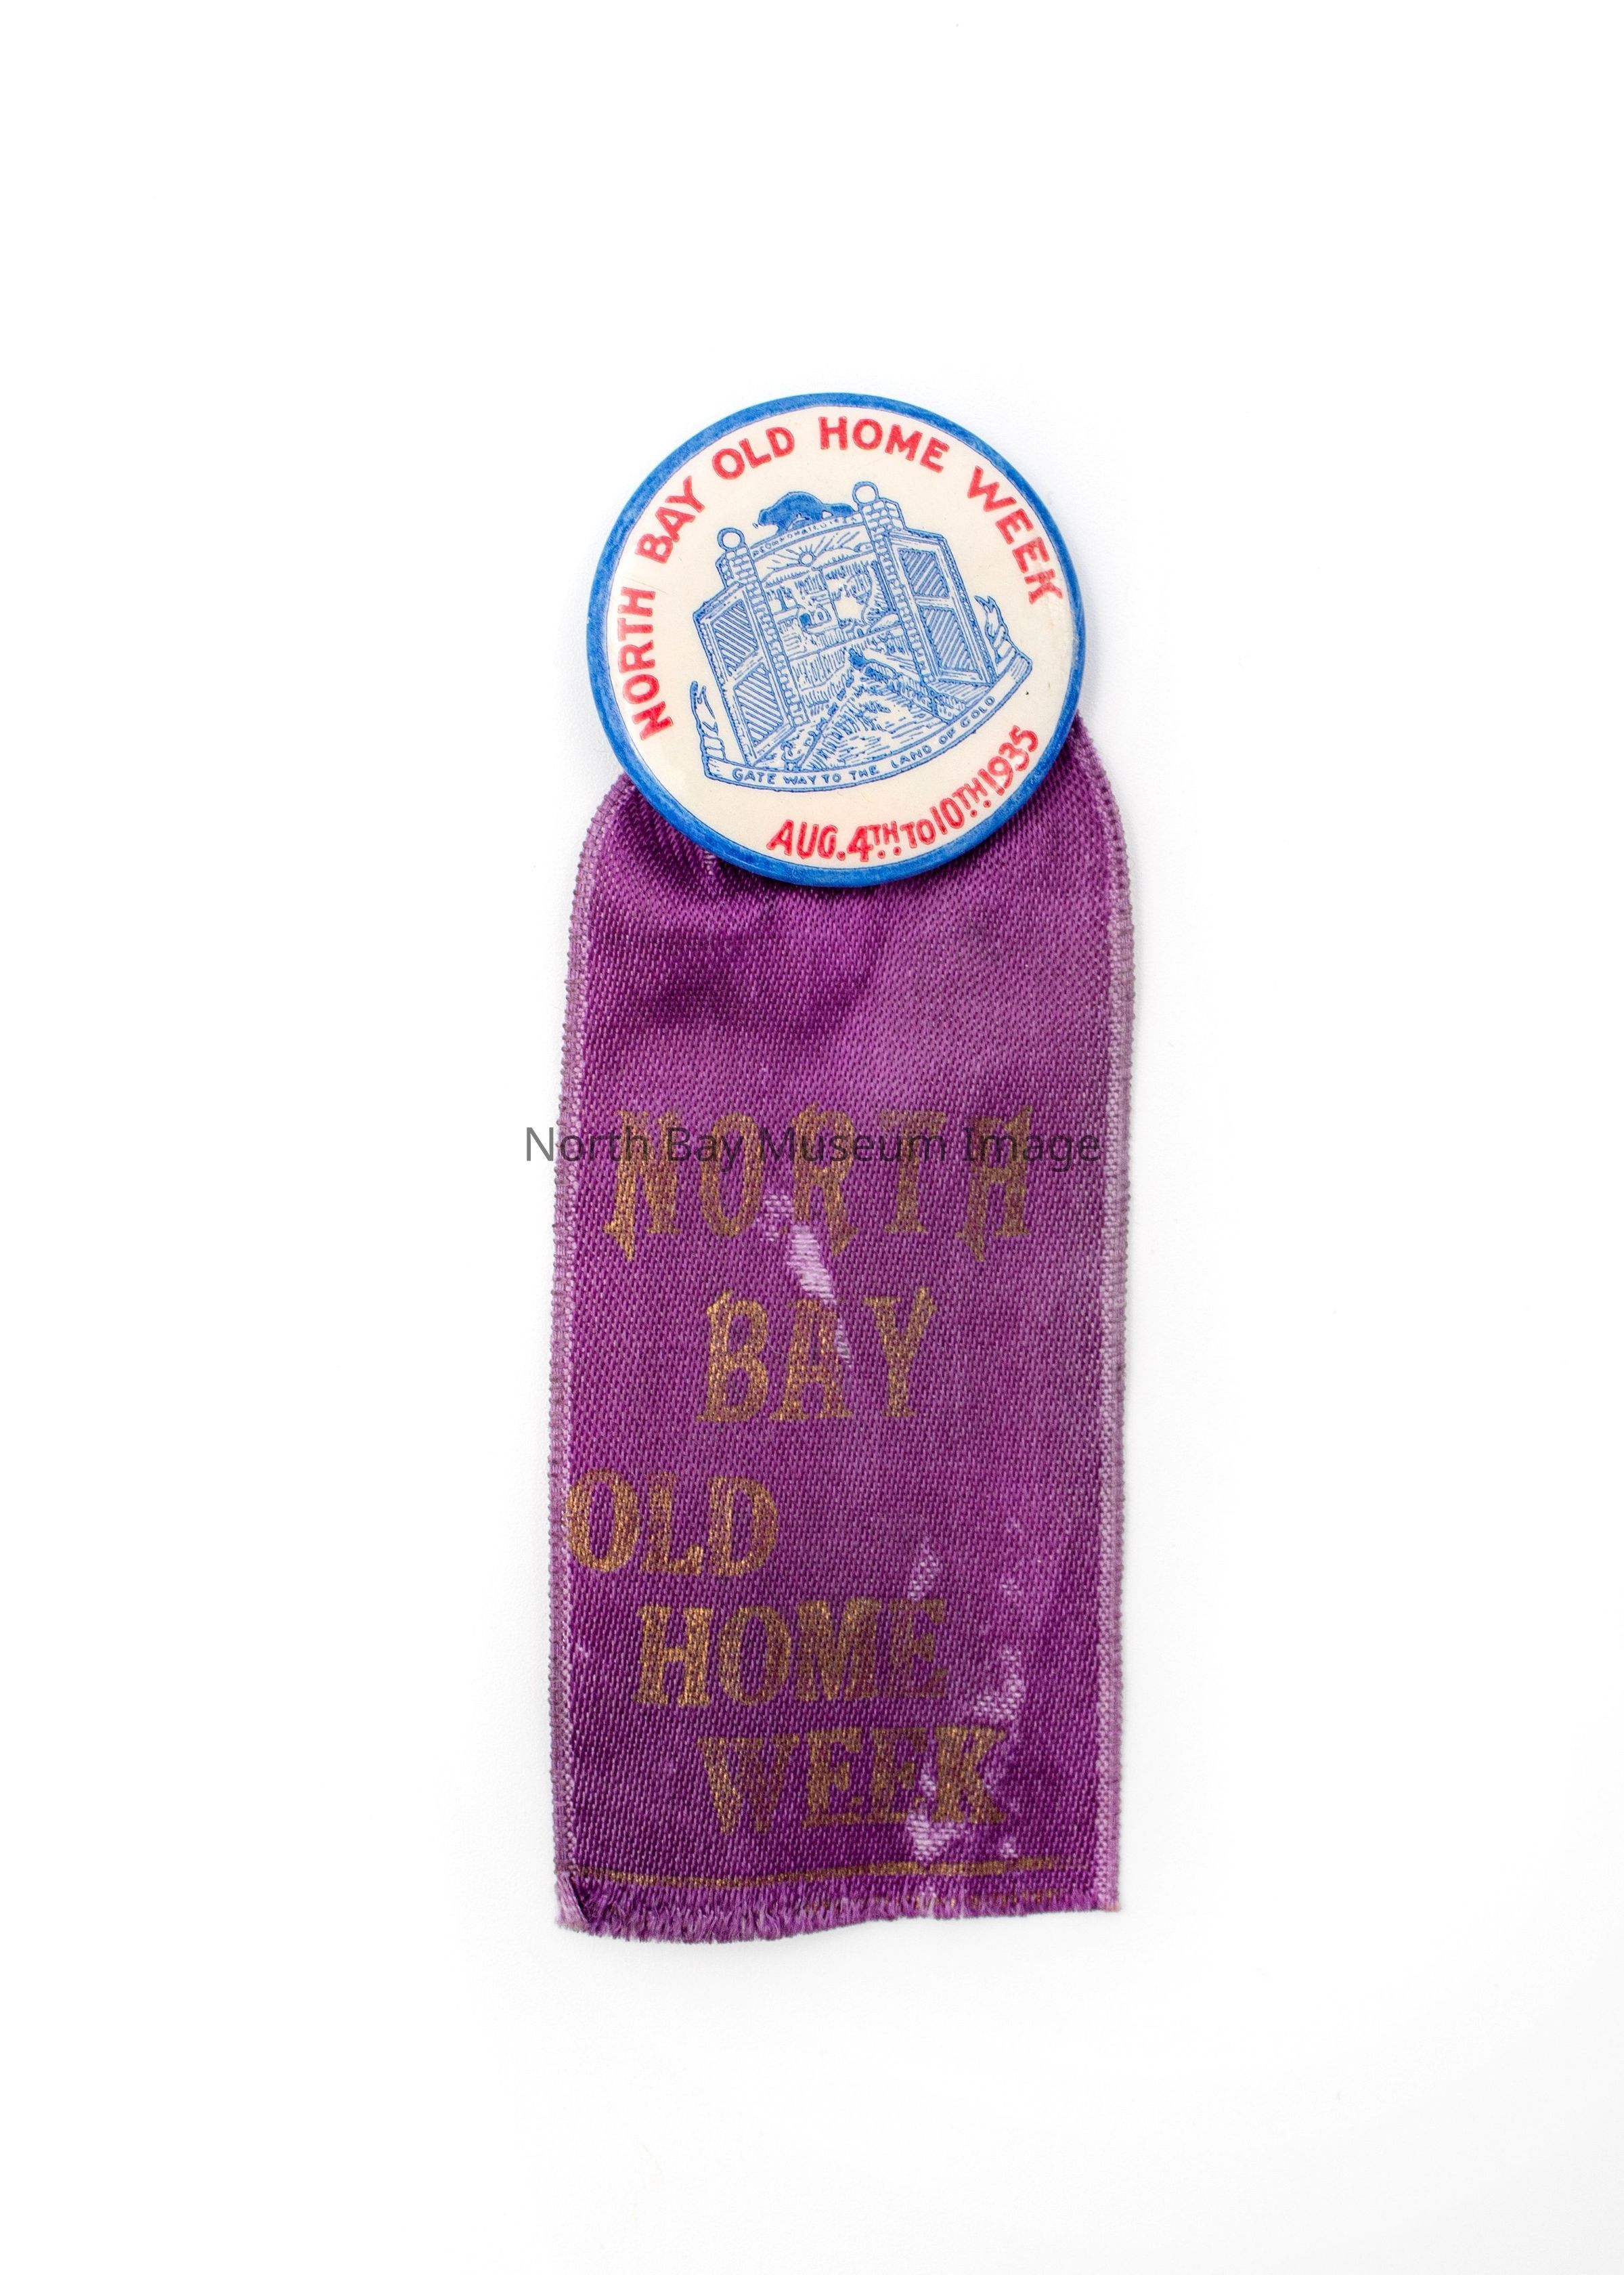 NORTH BAY OLD HOME WEEK
GATE WAY TO THE LAND OF GOLD
AUG. 4TH TO 10TH 1935
North Bay Museum Image
NORTH
BAY
OLD
HOME
WEEK